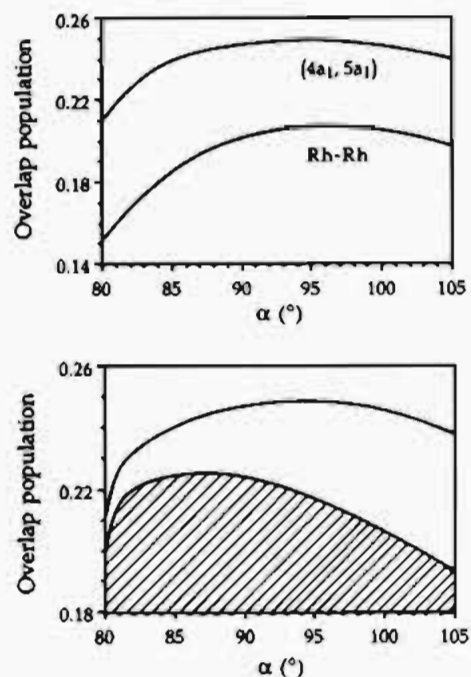 0.26
(4a1, 5a1)
0.22
Overlap population
Rh-Rh
0.18
0.14
80 85 90 95 100 105
α (°)
0.26
Overlap population
0.22
0.18
80 85 90 95 100 105
α (°)